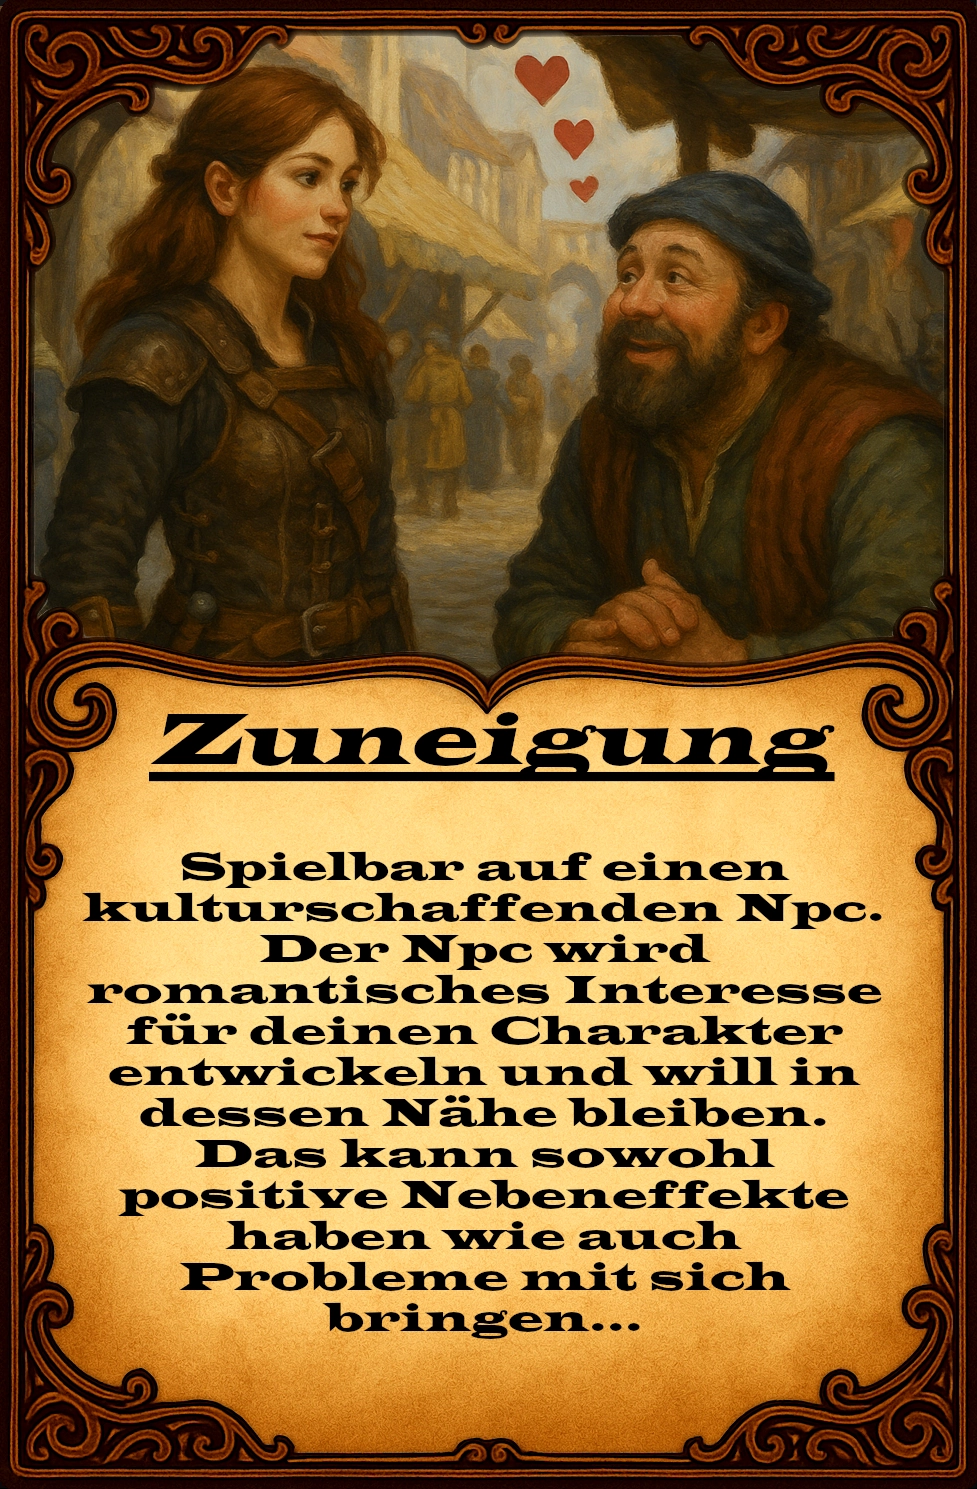 Zuneigung
Spielbar auf einen
kulturschaffenden Npc.
Der Npc wird
romantisches Interesse
für deinen Charakter
entwickeln und will in
dessen Nähe bleiben.
Das kann sowohl
positive Nebeneffekte
haben wie auch
Probleme mit sich
bringen...